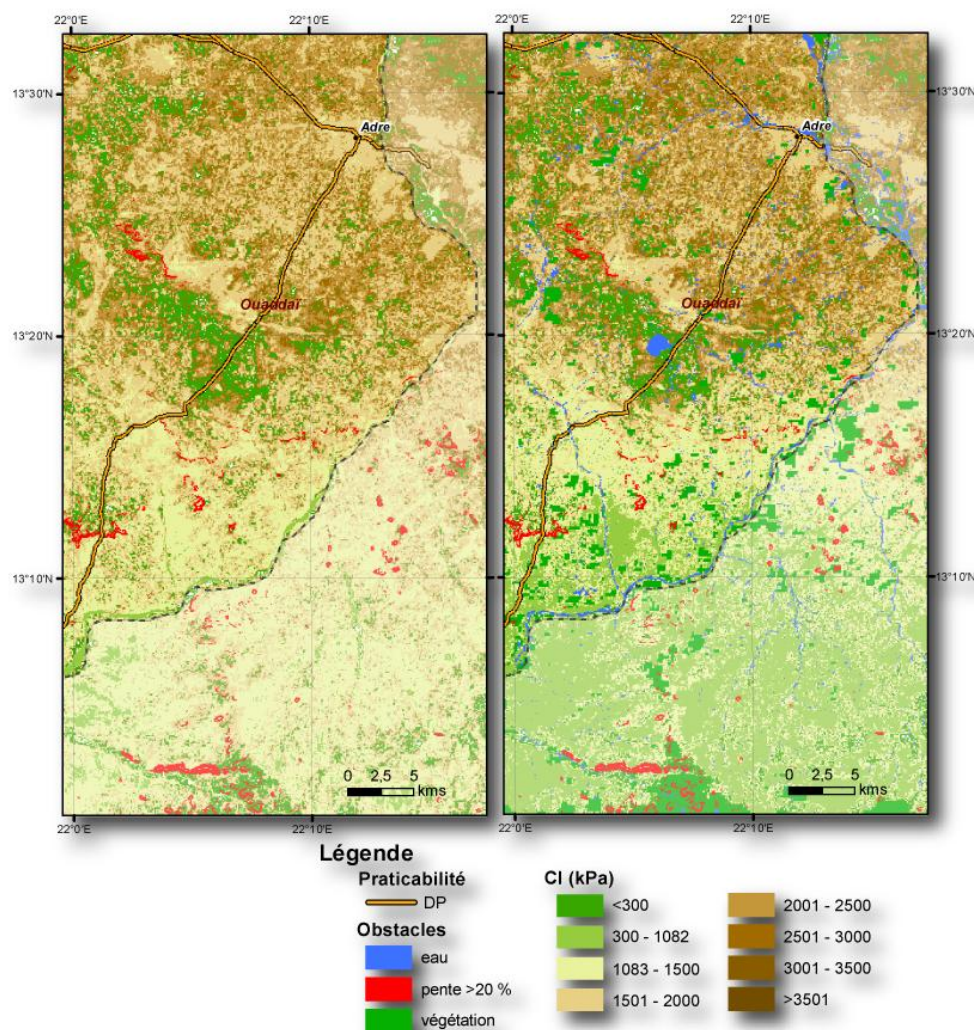 22°0'E 22°10'E 22°0'E 22°10'E
13°30'N 13°30'N
Adre Adre
Ouaddaï Ouaddaï
13°20'N 13°20'N
13°10'N 13°10'N
0 2,5 5 0 2,5 5
kms kms
22°0'E 22°10'E 22°0'E 22°10'E
Légende
Praticabilité CI (kPa)
DP <300 2001 - 2500
Obstacles 300 - 1082 2501 - 3000
eau 1083 - 1500 3001 - 3500
pente >20 % 1501 - 2000 >3501
végétation